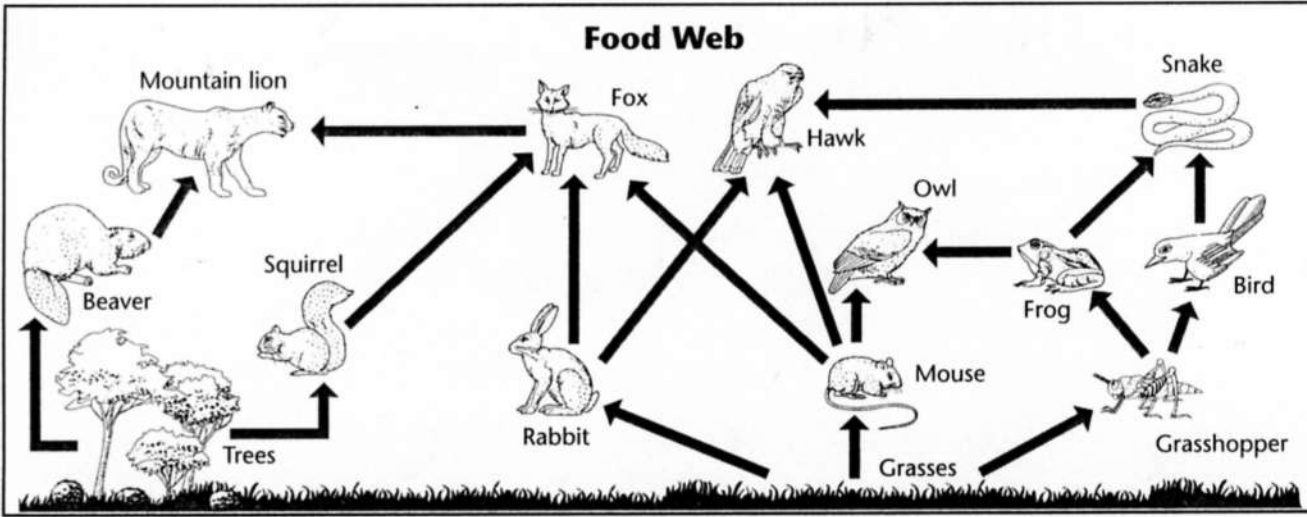 Food Web
Mountain lion
Fox
Hawk
Snake
Owl
Beaver
Squirrel
Frog
Bird
Trees
Rabbit
Mouse
Grasses
Grasshopper